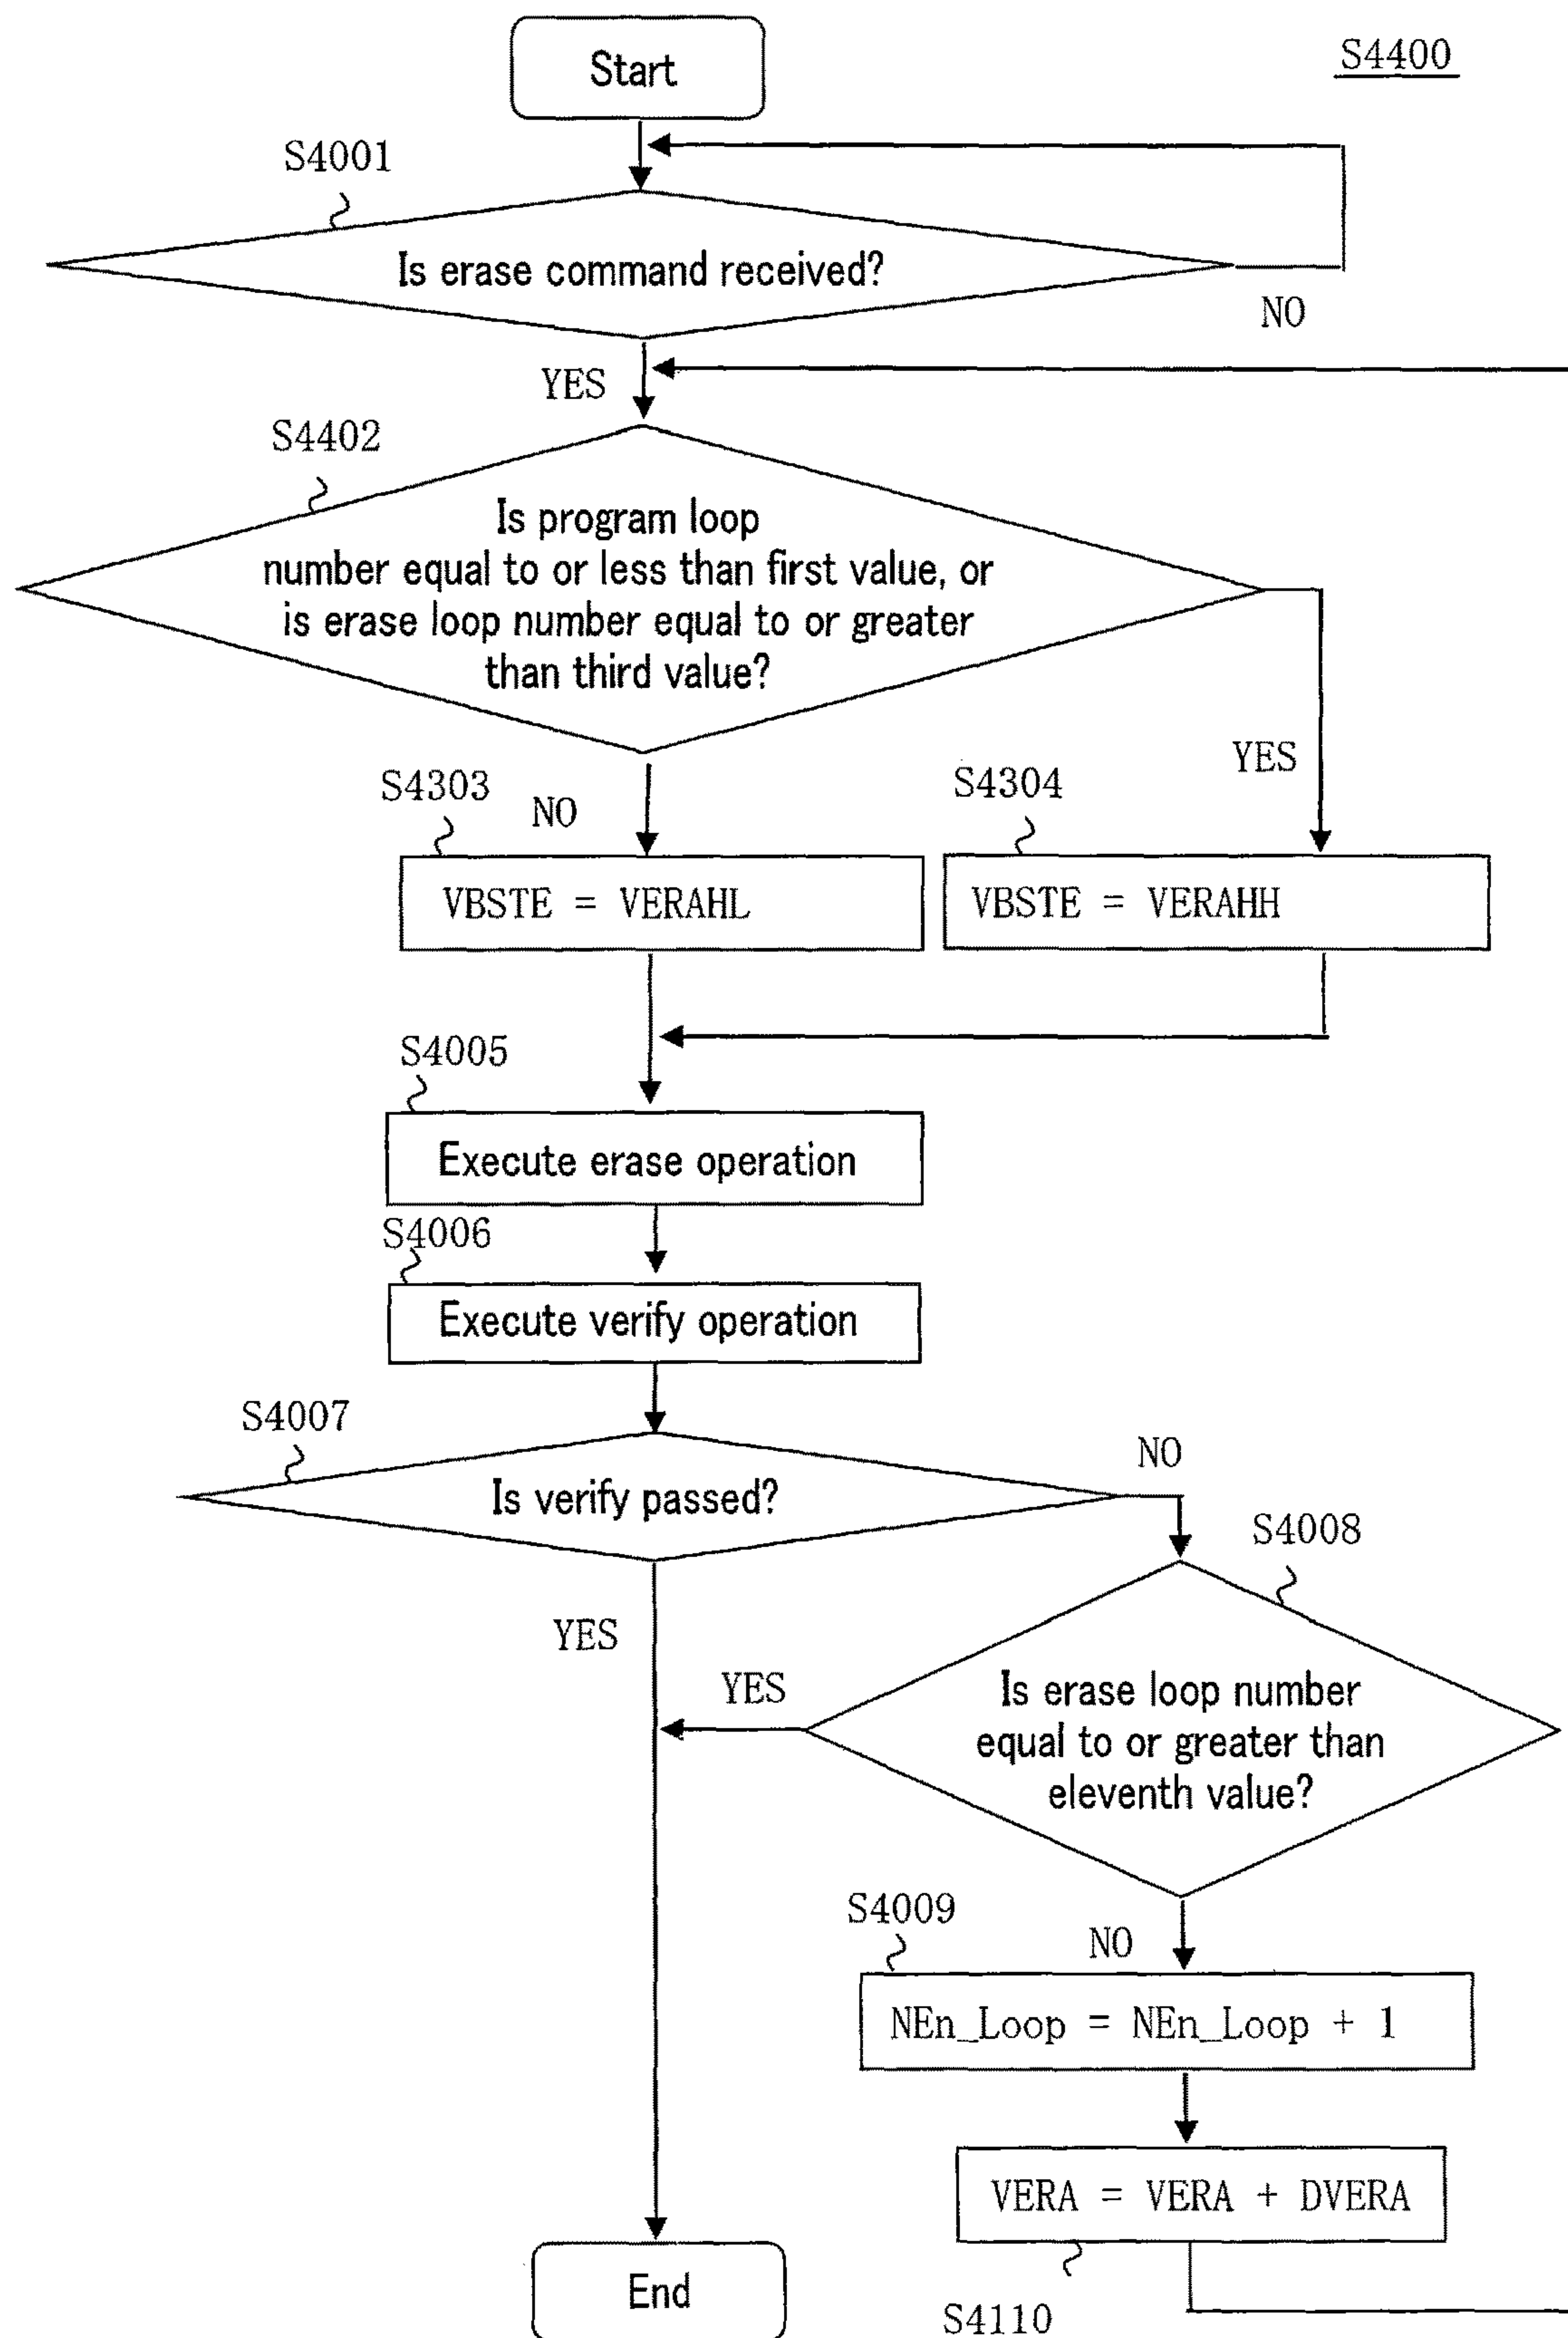 S4400
Start
S4001
Is erase command received?
NO
YES
S4402
Is program loop
number equal to or less than first value, or
is erase loop number equal to or greater
than third value?
YES
S4303
NO
S4304
VBSTE = VERAHL
VBSTE = VERAHH
S4005
Execute erase operation
S4006
Execute verify operation
S4007
Is verify passed?
NO
S4008
YES
YES
Is erase loop number
equal to or greater than
eleventh value?
S4009
NO
NEn_Loop = NEn_Loop + 1
VERA = VERA + DVERA
End
S4110